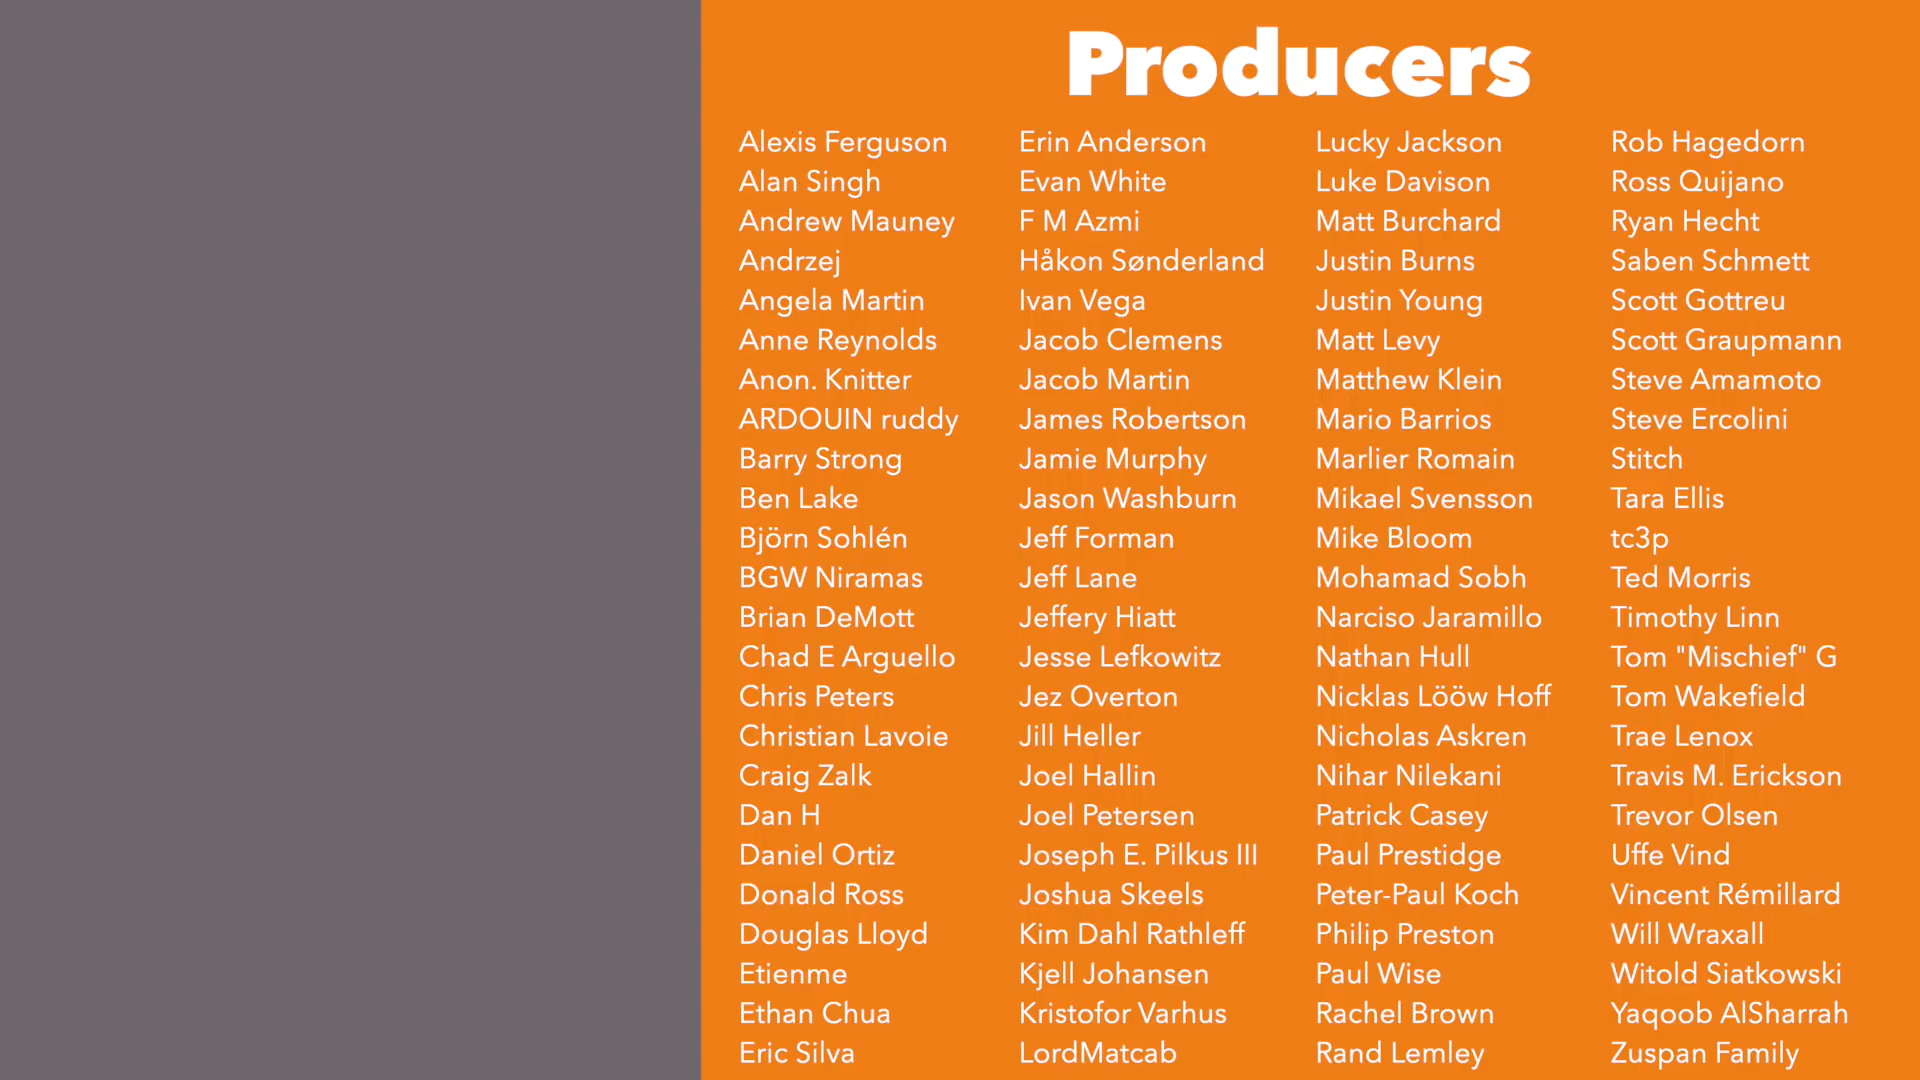 Producers
Alexis Ferguson
Alan Singh
Andrew Mauney
Andrzej
Angela Martin
Anne Reynolds
Anon. Knitter
ARDOUIN ruddy
Barry Strong
Ben Lake
Björn Sohlén
BGW Niramas
Brian DeMott
Chad E Arguello
Chris Peters
Christian Lavoie
Craig Zalk
Dan H
Daniel Ortiz
Donald Ross
Douglas Lloyd
Etienme
Ethan Chua
Eric Silva
Erin Anderson
Evan White
F M Azmi
Håkon Sønderland
Ivan Vega
Jacob Clemens
Jacob Martin
James Robertson
Jamie Murphy
Jason Washburn
Jeff Forman
Jeff Lane
Jeffery Hiatt
Jesse Lefkowitz
Jez Overton
Jill Heller
Joel Hallin
Joel Petersen
Joseph E. Pilkus III
Joshua Skeels
Kim Dahl Rathleff
Kjell Johansen
Kristofor Varhus
LordMatcab
Lucky Jackson
Luke Davison
Matt Burchard
Justin Burns
Justin Young
Matt Levy
Matthew Klein
Mario Barrios
Marlier Romain
Mikael Svensson
Mike Bloom
Mohamad Sobh
Narciso Jaramillo
Nathan Hull
Nicklas Lööw Hoff
Nicholas Askren
Nihar Nilekani
Patrick Casey
Paul Prestidge
Peter-Paul Koch
Philip Preston
Paul Wise
Rachel Brown
Rand Lemley
Rob Hagedorn
Ross Quijano
Ryan Hecht
Saben Schmett
Scott Gottreu
Scott Graupmann
Steve Amamoto
Steve Ercolini
Stitch
Tara Ellis
tc3p
Ted Morris
Timothy Linn
Tom "Mischief" G
Tom Wakefield
Trae Lenox
Travis M. Erickson
Trevor Olsen
Uffe Vind
Vincent Rémillard
Will Wraxall
Witold Siatkowski
Yaqoob AlSharrah
Zuspan Family